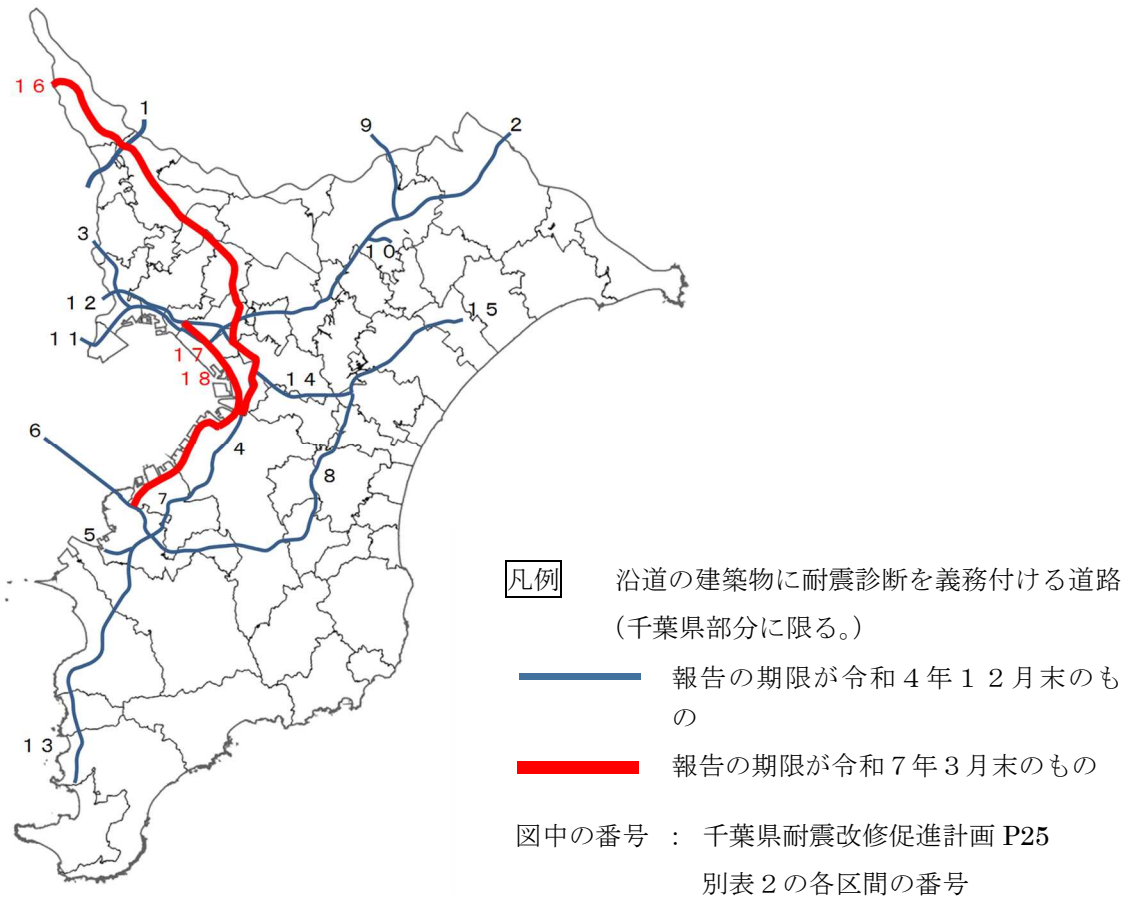 １６
１
９
２
３
１０
１２
１５
１１
１７
１８
１４
６
４
８
７
５
１３
凡例　沿道の建築物に耐震診断を義務付ける道路
（千葉県部分に限る。）
報告の期限が令和４年１２月末のも
の
報告の期限が令和７年３月末のもの
図中の番号　：　千葉県耐震改修促進計画 P25
別表２の各区間の番号